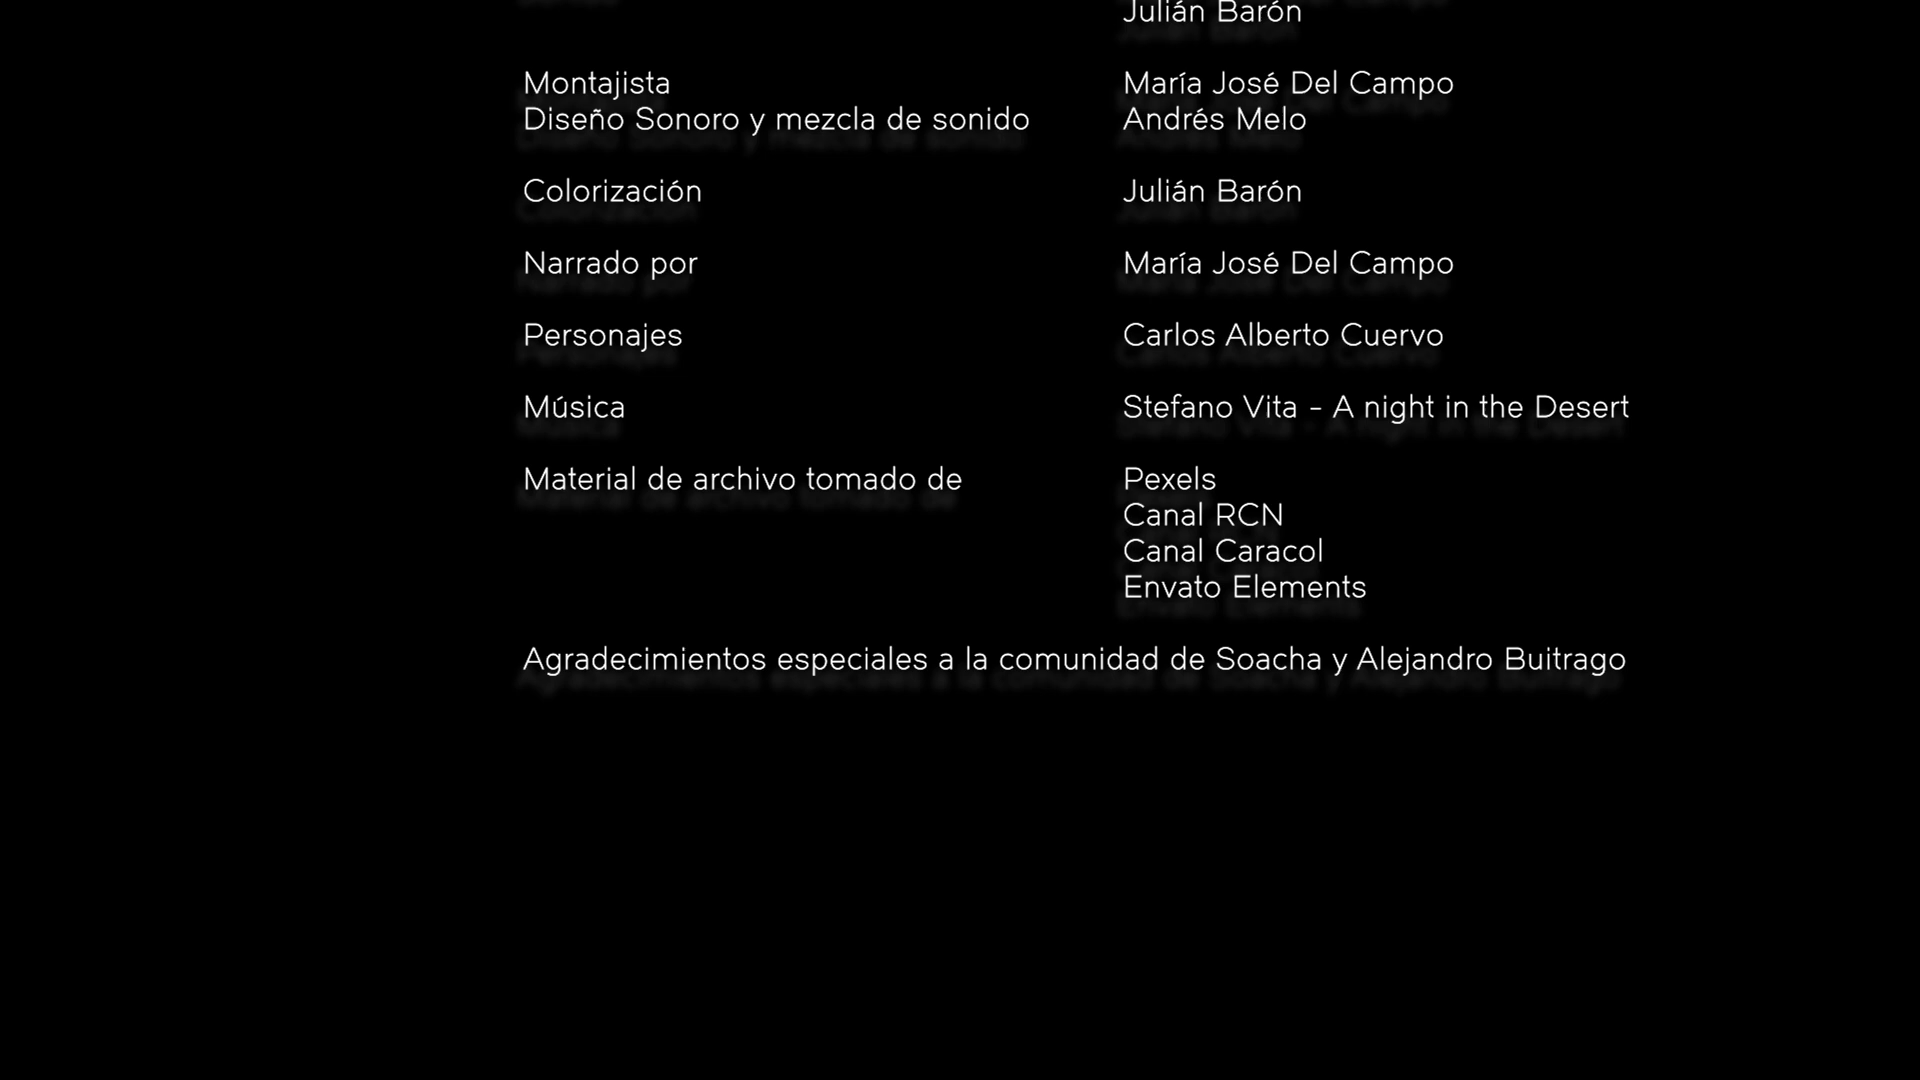 Julián Barón
Montajista María José Del Campo
Diseño Sonoro y mezcla de sonido Andrés Melo
Colorización Julián Barón
Narrado por María José Del Campo
Personajes Carlos Alberto Cuervo
Música Stefano Vita - A night in the Desert
Material de archivo tomado de Pexels
Canal RCN
Canal Caracol
Envato Elements
Agradecimientos especiales a la comunidad de Soacha y Alejandro Buitrago